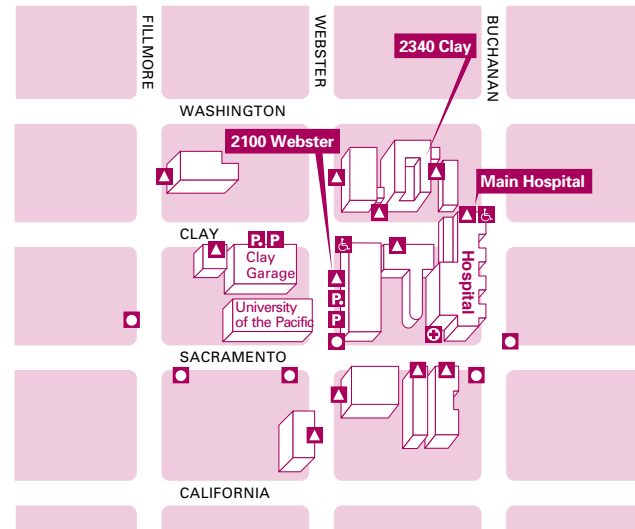 FILLMORE
WEBSTER
BUCHANAN
2340 Clay
WASHINGTON
2100 Webster
Main Hospital
CLAY
P. P
Clay
Garage
Hospital
P.
P
University
of the Pacific
SACRAMENTO
CALIFORNIA